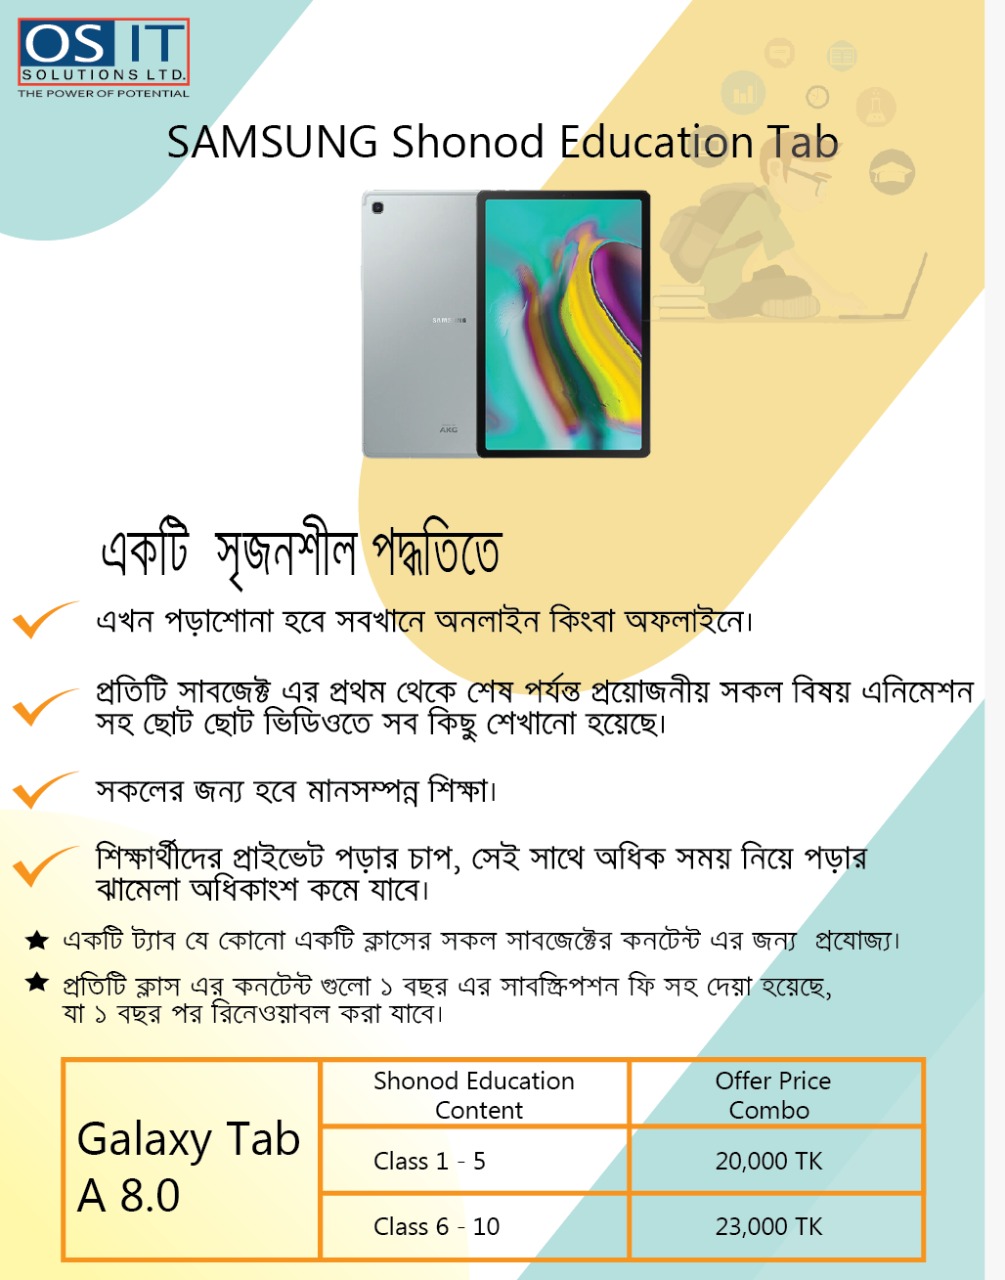 OS IT
SOLUTIONS LTD.
THE POWER OF POTENTIAL
SAMSUNG Shonod Education Tab
SAMSUNG
AKG
একটি সৃজনশীল পদ্ধতিতে
এখন পড়াশোনা হবে সবখানে অনলাইন কিংবা অফলাইনে।
প্রতিটি সাবজেক্ট এর প্রথম থেকে শেষ পর্যন্ত প্রয়োজনীয় সকল বিষয় এনিমেশন
সহ ছোট ছোট ভিডিওতে সব কিছু শেখানো হয়েছে।
সকলের জন্য হবে মানসম্পন্ন শিক্ষা।
শিক্ষার্থীদের প্রাইভেট পড়ার চাপ, সেই সাথে অধিক সময় নিয়ে পড়ার
ঝামেলা অধিকাংশ কমে যাবে।
একটি ট্যাব যে কোনো একটি ক্লাসের সকল সাবজেক্টের কনটেন্ট এর জন্য প্রযোজ্য।
প্রতিটি ক্লাস এর কনটেন্ট গুলো ১ বছর এর সাবস্ক্রিপশন ফি সহ দেয়া হয়েছে,
যা ১ বছর পর রিনেওয়াবল করা যাবে।
Galaxy Tab
A 8.0
Shonod Education
Content
Offer Price
Combo
Class 1 - 5
20,000 TK
Class 6 - 10
23,000 TK